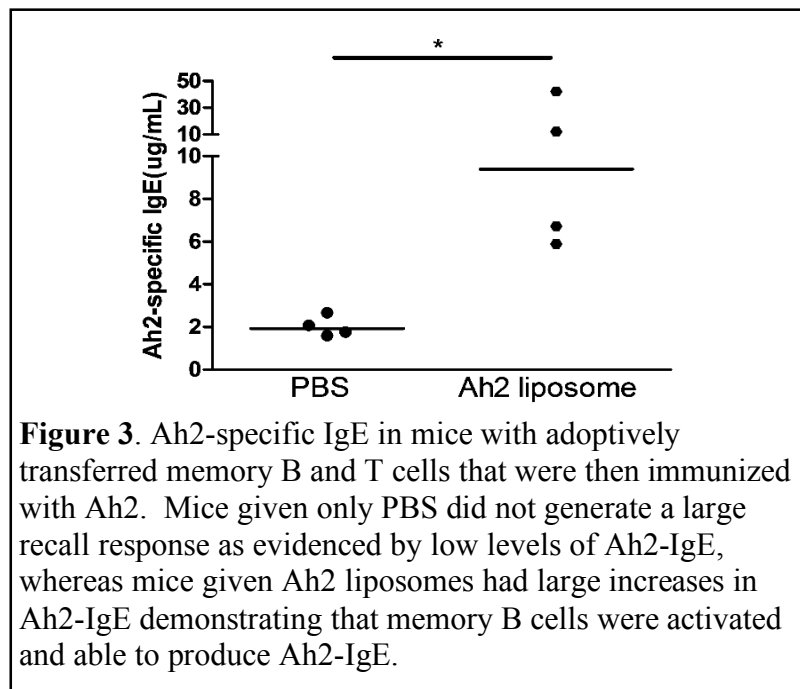 *
50
30
10
10
8
6
4
2
0
Ah2-specific IgE(ug/mL)
PBS Ah2 liposome
Figure 3. Ah2-specific IgE in mice with adoptively
transferred memory B and T cells that were then immunized
with Ah2. Mice given only PBS did not generate a large
recall response as evidenced by low levels of Ah2-IgE,
whereas mice given Ah2 liposomes had large increases in
Ah2-IgE demonstrating that memory B cells were activated
and able to produce Ah2-IgE.